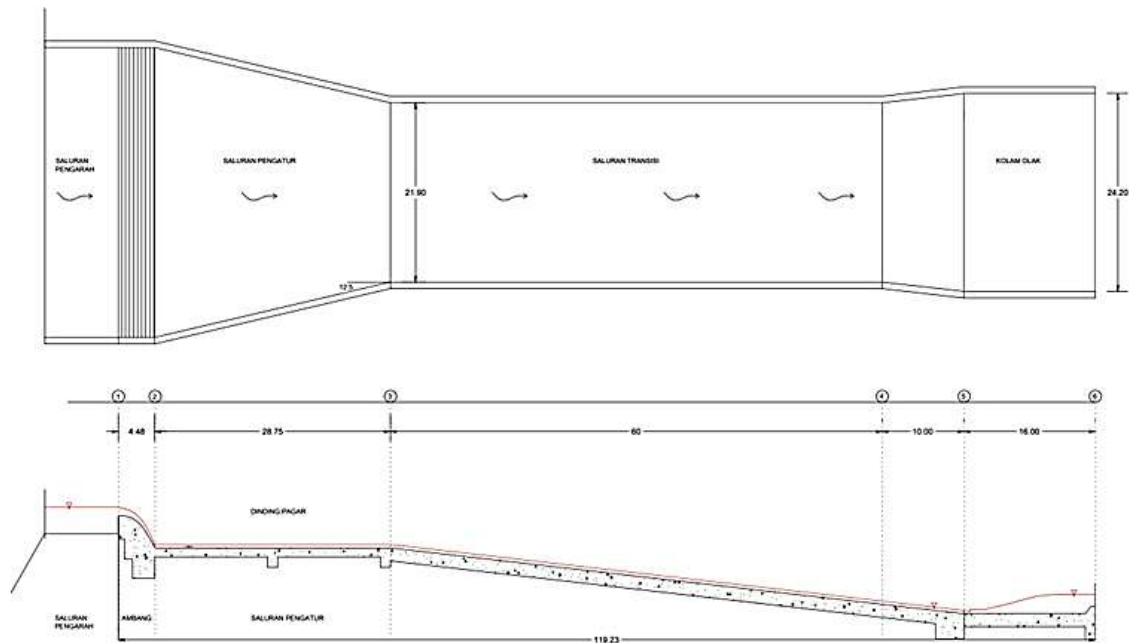 SALURAN
PENGARAH
SALURAN PENGATUR
SALURAN TRANSISI
KOLAM OLAK
21.90
24.20
12.5
1
2
3
4
5
6
4.48
28.75
60
10.00
16.00
DINDING PAGAR
SALURAN
PENGARAH
AMBANG
SALURAN PENGATUR
119.23